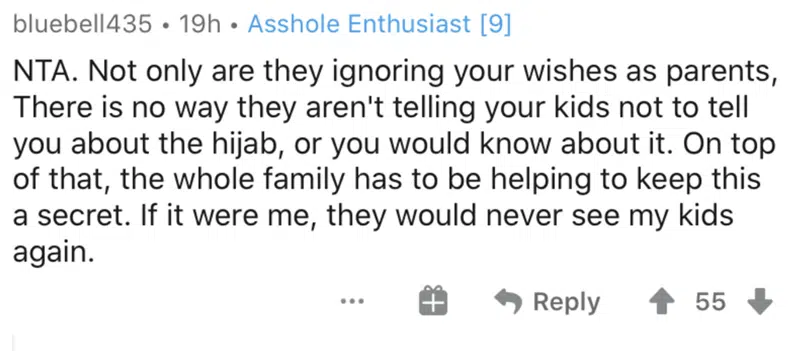 bluebell435 • 19h • Asshole Enthusiast [9]
NTA. Not only are they ignoring your wishes as parents,
There is no way they aren't telling your kids not to tell
you about the hijab, or you would know about it. On top
of that, the whole family has to be helping to keep this
a secret. If it were me, they would never see my kids
again.
... Reply 55